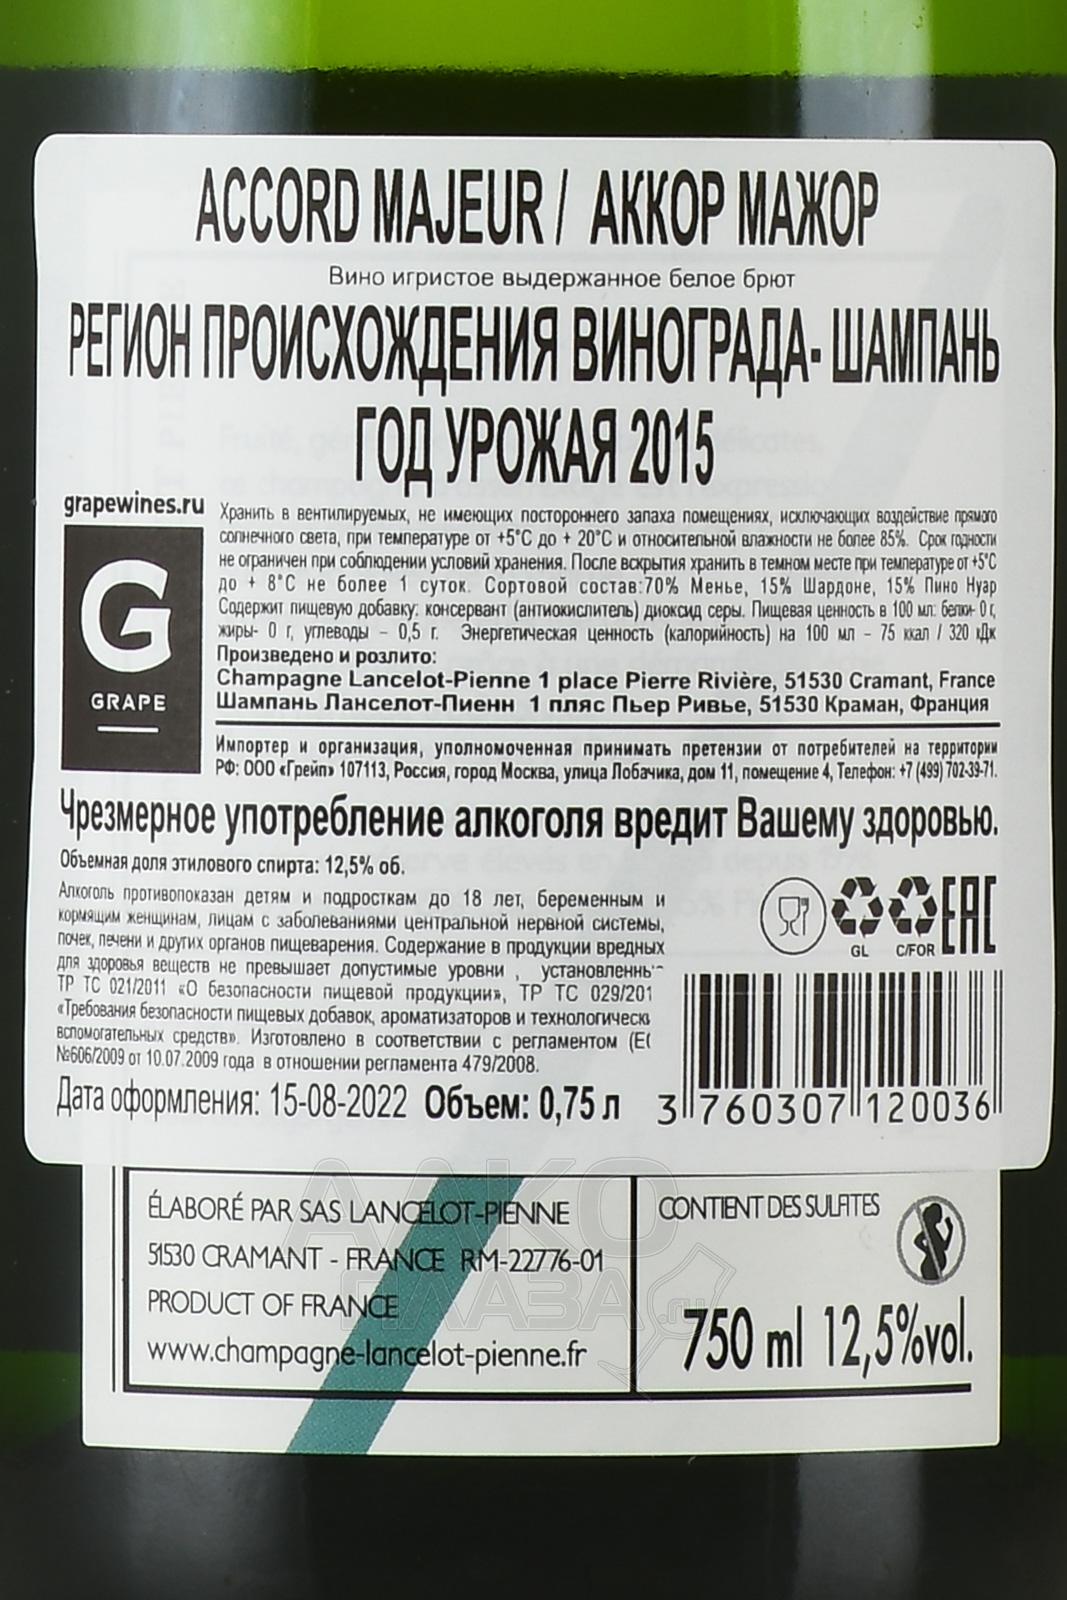 ACCORD MAJEUR / АККОР МАЖОР
Вино игристое выдержанное белое брют
РЕГИОН ПРОИСХОЖДЕНИЯ ВИНОГРАДА- ШАМПАНЬ
ГОД УРОЖАЯ 2015
grapewines.ru
G
GRAPE
Хранить в вентилируемых, не имеющих постороннего запаха помещениях, исключающих воздействие прямого
солнечного света, при температуре от +5°С до + 20°С и относительной влажности не более 85%. Срок годности
не ограничен при соблюдении условий хранения. После вскрытия хранить в темном месте при температуре от +5°С
до + 8°С не более 1 суток. Сортовой состав:70% Менье, 15% Шардоне, 15% Пино Нуар
Содержит пищевую добавку: консервант (антиокислитель) диоксид серы. Пищевая ценность в 100 мл: белки- 0 г,
жиры- 0 г, углеводы – 0,5 г. Энергетическая ценность (калорийность) на 100 мл – 75 ккал / 320 кДж
Произведено и розлито:
Champagne Lancelot-Pienne 1 place Pierre Rivière, 51530 Cramant, France
Шампань Ланселот-Пиенн 1 пляс Пьер Ривье, 51530 Краман, Франция
Импортер и организация, уполномоченная принимать претензии от потребителей на территории
РФ: ООО «Грейп» 107113, Россия, город Москва, улица Лобачика, дом 11, помещение 4, Телефон: +7 (499) 702-39-71.
Чрезмерное употребление алкоголя вредит Вашему здоровью.
Объемная доля этилового спирта: 12,5% об.
Алкоголь противопоказан детям и подросткам до 18 лет, беременным и
кормящим женщинам, лицам с заболеваниями центральной нервной системы,
почек, печени и других органов пищеварения. Содержание в продукции вредных
для здоровья веществ не превышает допустимые уровни ,
ТР ТС 021/2011 «О безопасности пищевой продукции», ТР ТС 029/201
«Требования безопасности пищевых добавок, ароматизаторов и технологическ
вспомогательных средств». Изготовлено в соответствии с регламентом (ЕС
№606/2009 от 10.07.2009 года в отношении регламента 479/2008.
GL
C/FOR
EAC
Дата оформления: 15-08-2022 Объем: 0,75 л
3 760307 120036
ÉLABORÉ PAR SAS LANCELOT-PIENNE
51530 CRAMANT - FRANCE RM-22776-01
PRODUCT OF FRANCE
www.champagne-lancelot-pienne.fr
CONTIENT DES SULFITES
750 ml 12,5%vol.
АЛКО
ПЛАЗА.ru